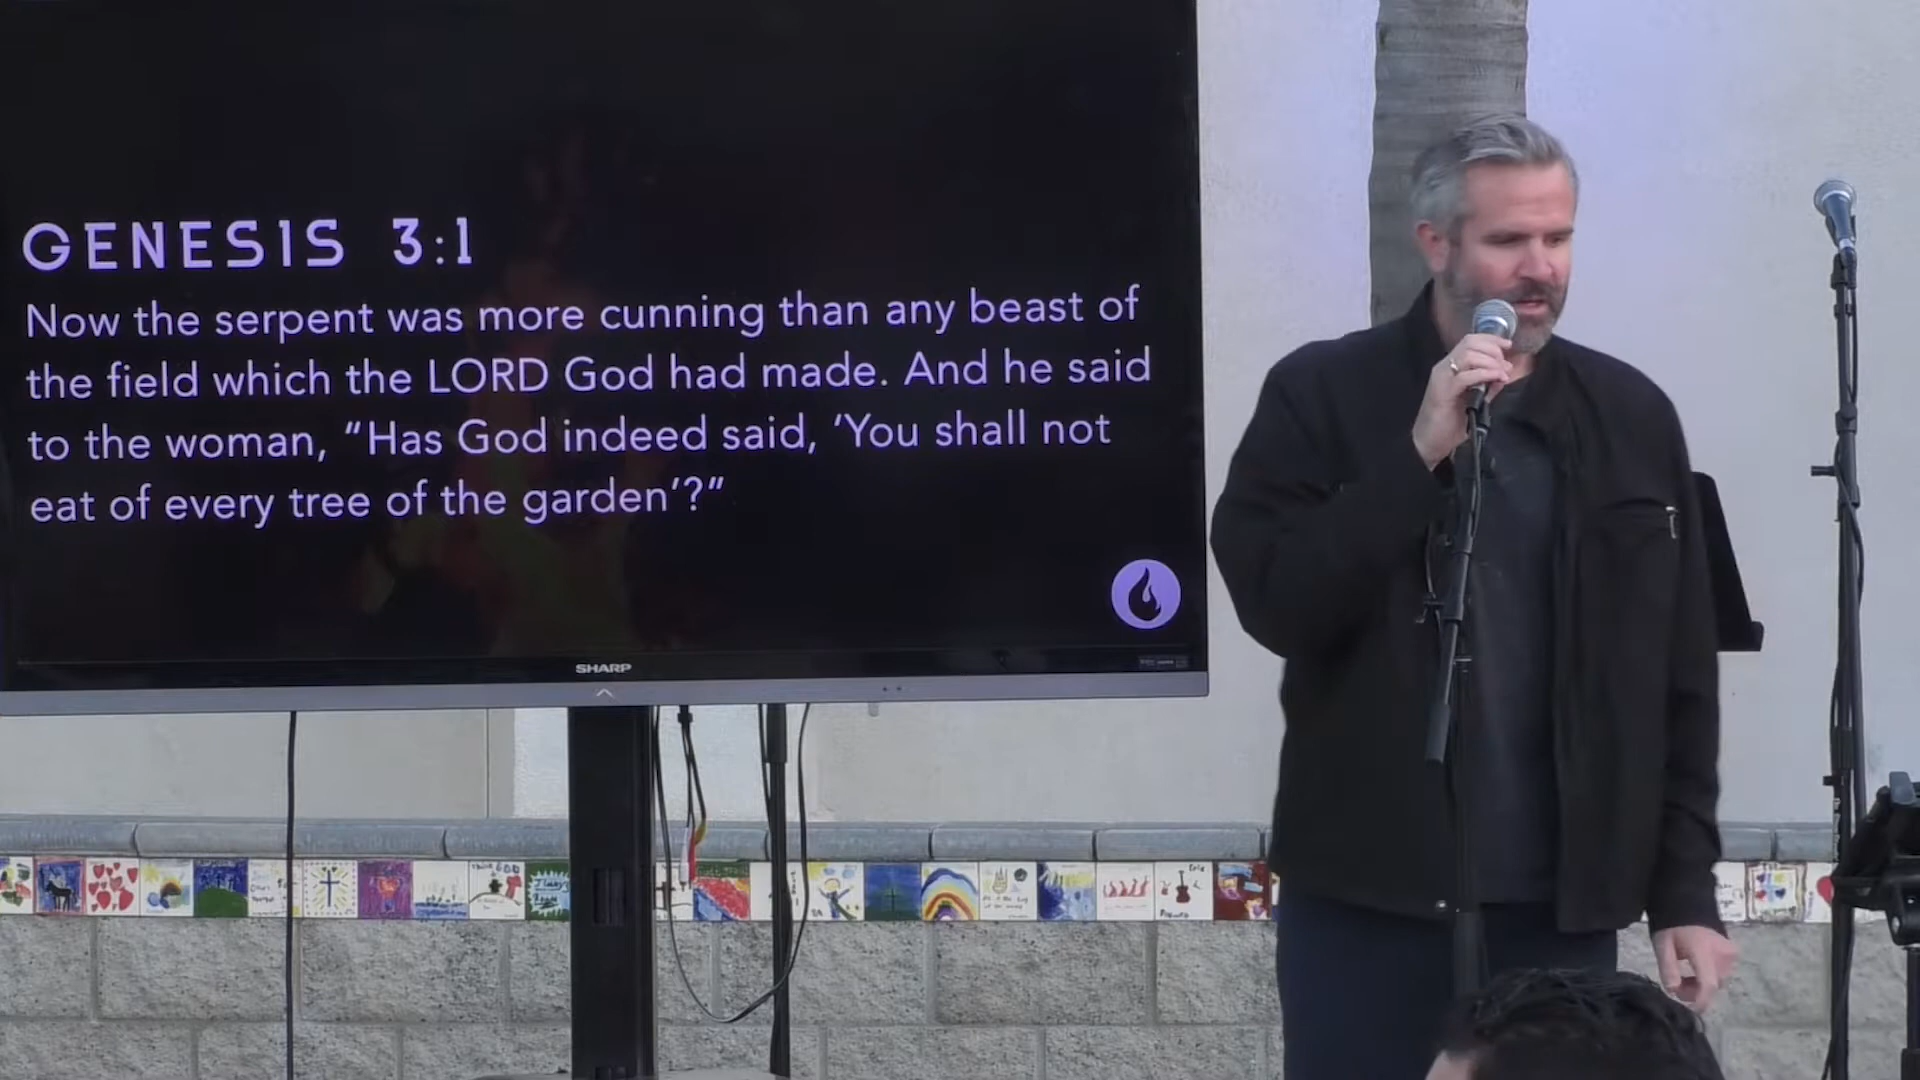 GENESIS 3:1
Now the serpent was more cunning than any beast of
the field which the LORD God had made. And he said
to the woman, “Has God indeed said, ‘You shall not
eat of every tree of the garden’?”
SHARP